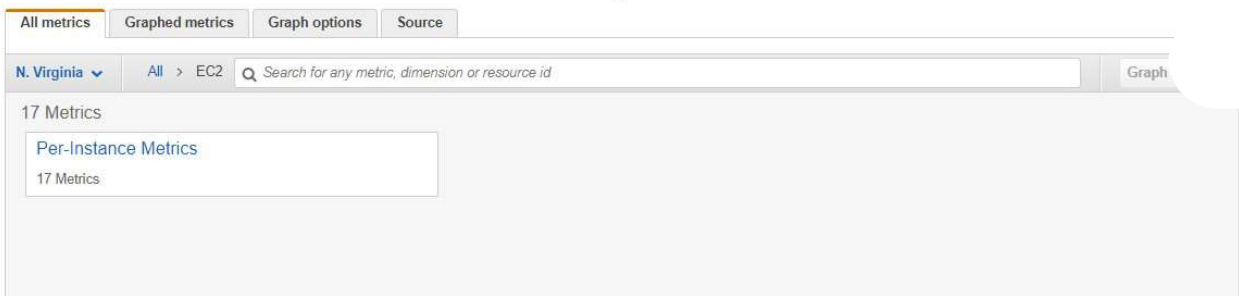 All metrics Graphed metrics Graph options Source
N. Virginia All > EC2 Search for any metric, dimension or resource id Graph
17 Metrics
Per-Instance Metrics
17 Metrics